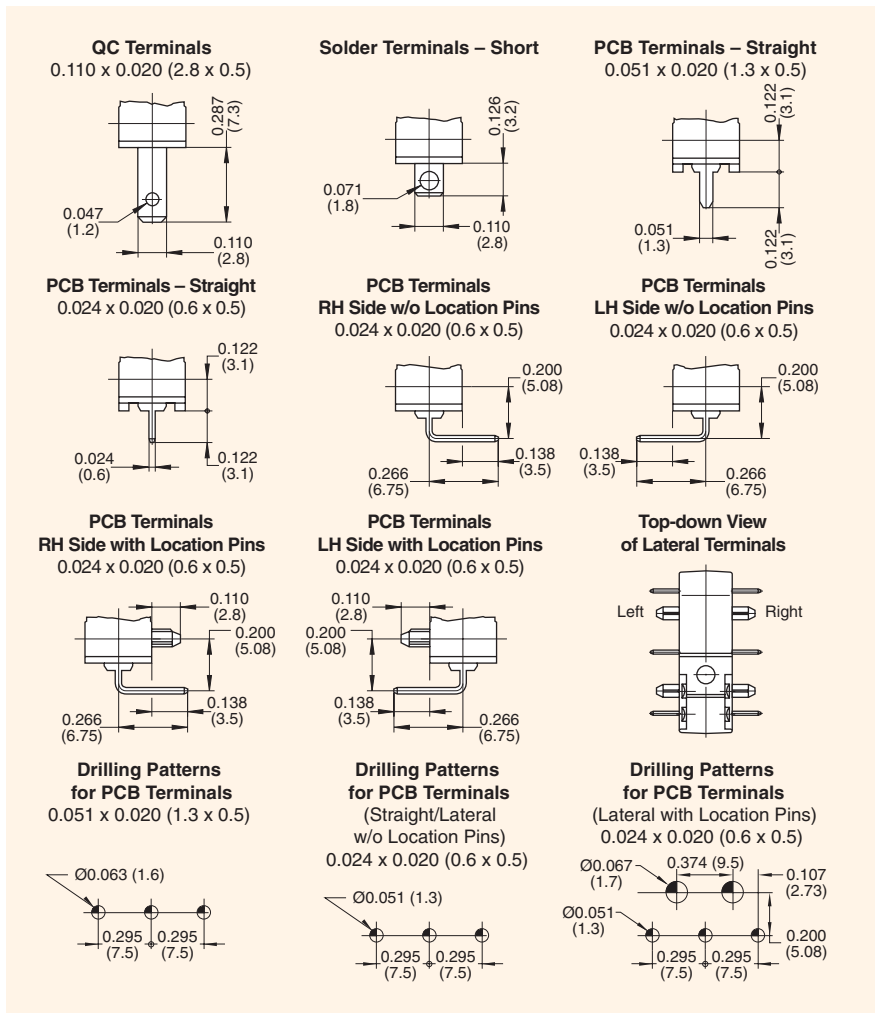 QC Terminals
0.110 x 0.020 (2.8 x 0.5)
0.287
(7.3)
0.047
(1.2)
0.110
(2.8)
Solder Terminals – Short
0.126
(3.2)
0.071
(1.8)
0.110
(2.8)
PCB Terminals – Straight
0.051 x 0.020 (1.3 x 0.5)
0.122
(3.1)
0.051
(1.3)
0.122
(3.1)
PCB Terminals – Straight
0.024 x 0.020 (0.6 x 0.5)
0.122
(3.1)
0.024
(0.6)
0.122
(3.1)
PCB Terminals
RH Side w/o Location Pins
0.024 x 0.020 (0.6 x 0.5)
0.200
(5.08)
0.138
(3.5)
0.266
(6.75)
PCB Terminals
LH Side w/o Location Pins
0.024 x 0.020 (0.6 x 0.5)
0.200
(5.08)
0.138
(3.5)
0.266
(6.75)
PCB Terminals
RH Side with Location Pins
0.024 x 0.020 (0.6 x 0.5)
0.110
(2.8)
0.200
(5.08)
0.138
(3.5)
0.266
(6.75)
PCB Terminals
LH Side with Location Pins
0.024 x 0.020 (0.6 x 0.5)
0.110
(2.8)
0.200
(5.08)
0.138
(3.5)
0.266
(6.75)
Top-down View
of Lateral Terminals
Left
Right
Drilling Patterns
for PCB Terminals
0.051 x 0.020 (1.3 x 0.5)
Ø0.063 (1.6)
0.295 0.295
(7.5) (7.5)
Drilling Patterns
for PCB Terminals
(Straight/Lateral
w/o Location Pins)
0.024 x 0.020 (0.6 x 0.5)
Ø0.051 (1.3)
0.295 0.295
(7.5) (7.5)
Drilling Patterns
for PCB Terminals
(Lateral with Location Pins)
0.024 x 0.020 (0.6 x 0.5)
Ø0.067
(1.7)
0.374 (9.5)
0.107
(2.73)
Ø0.051
(1.3)
0.200
(5.08)
0.295 0.295
(7.5) (7.5)